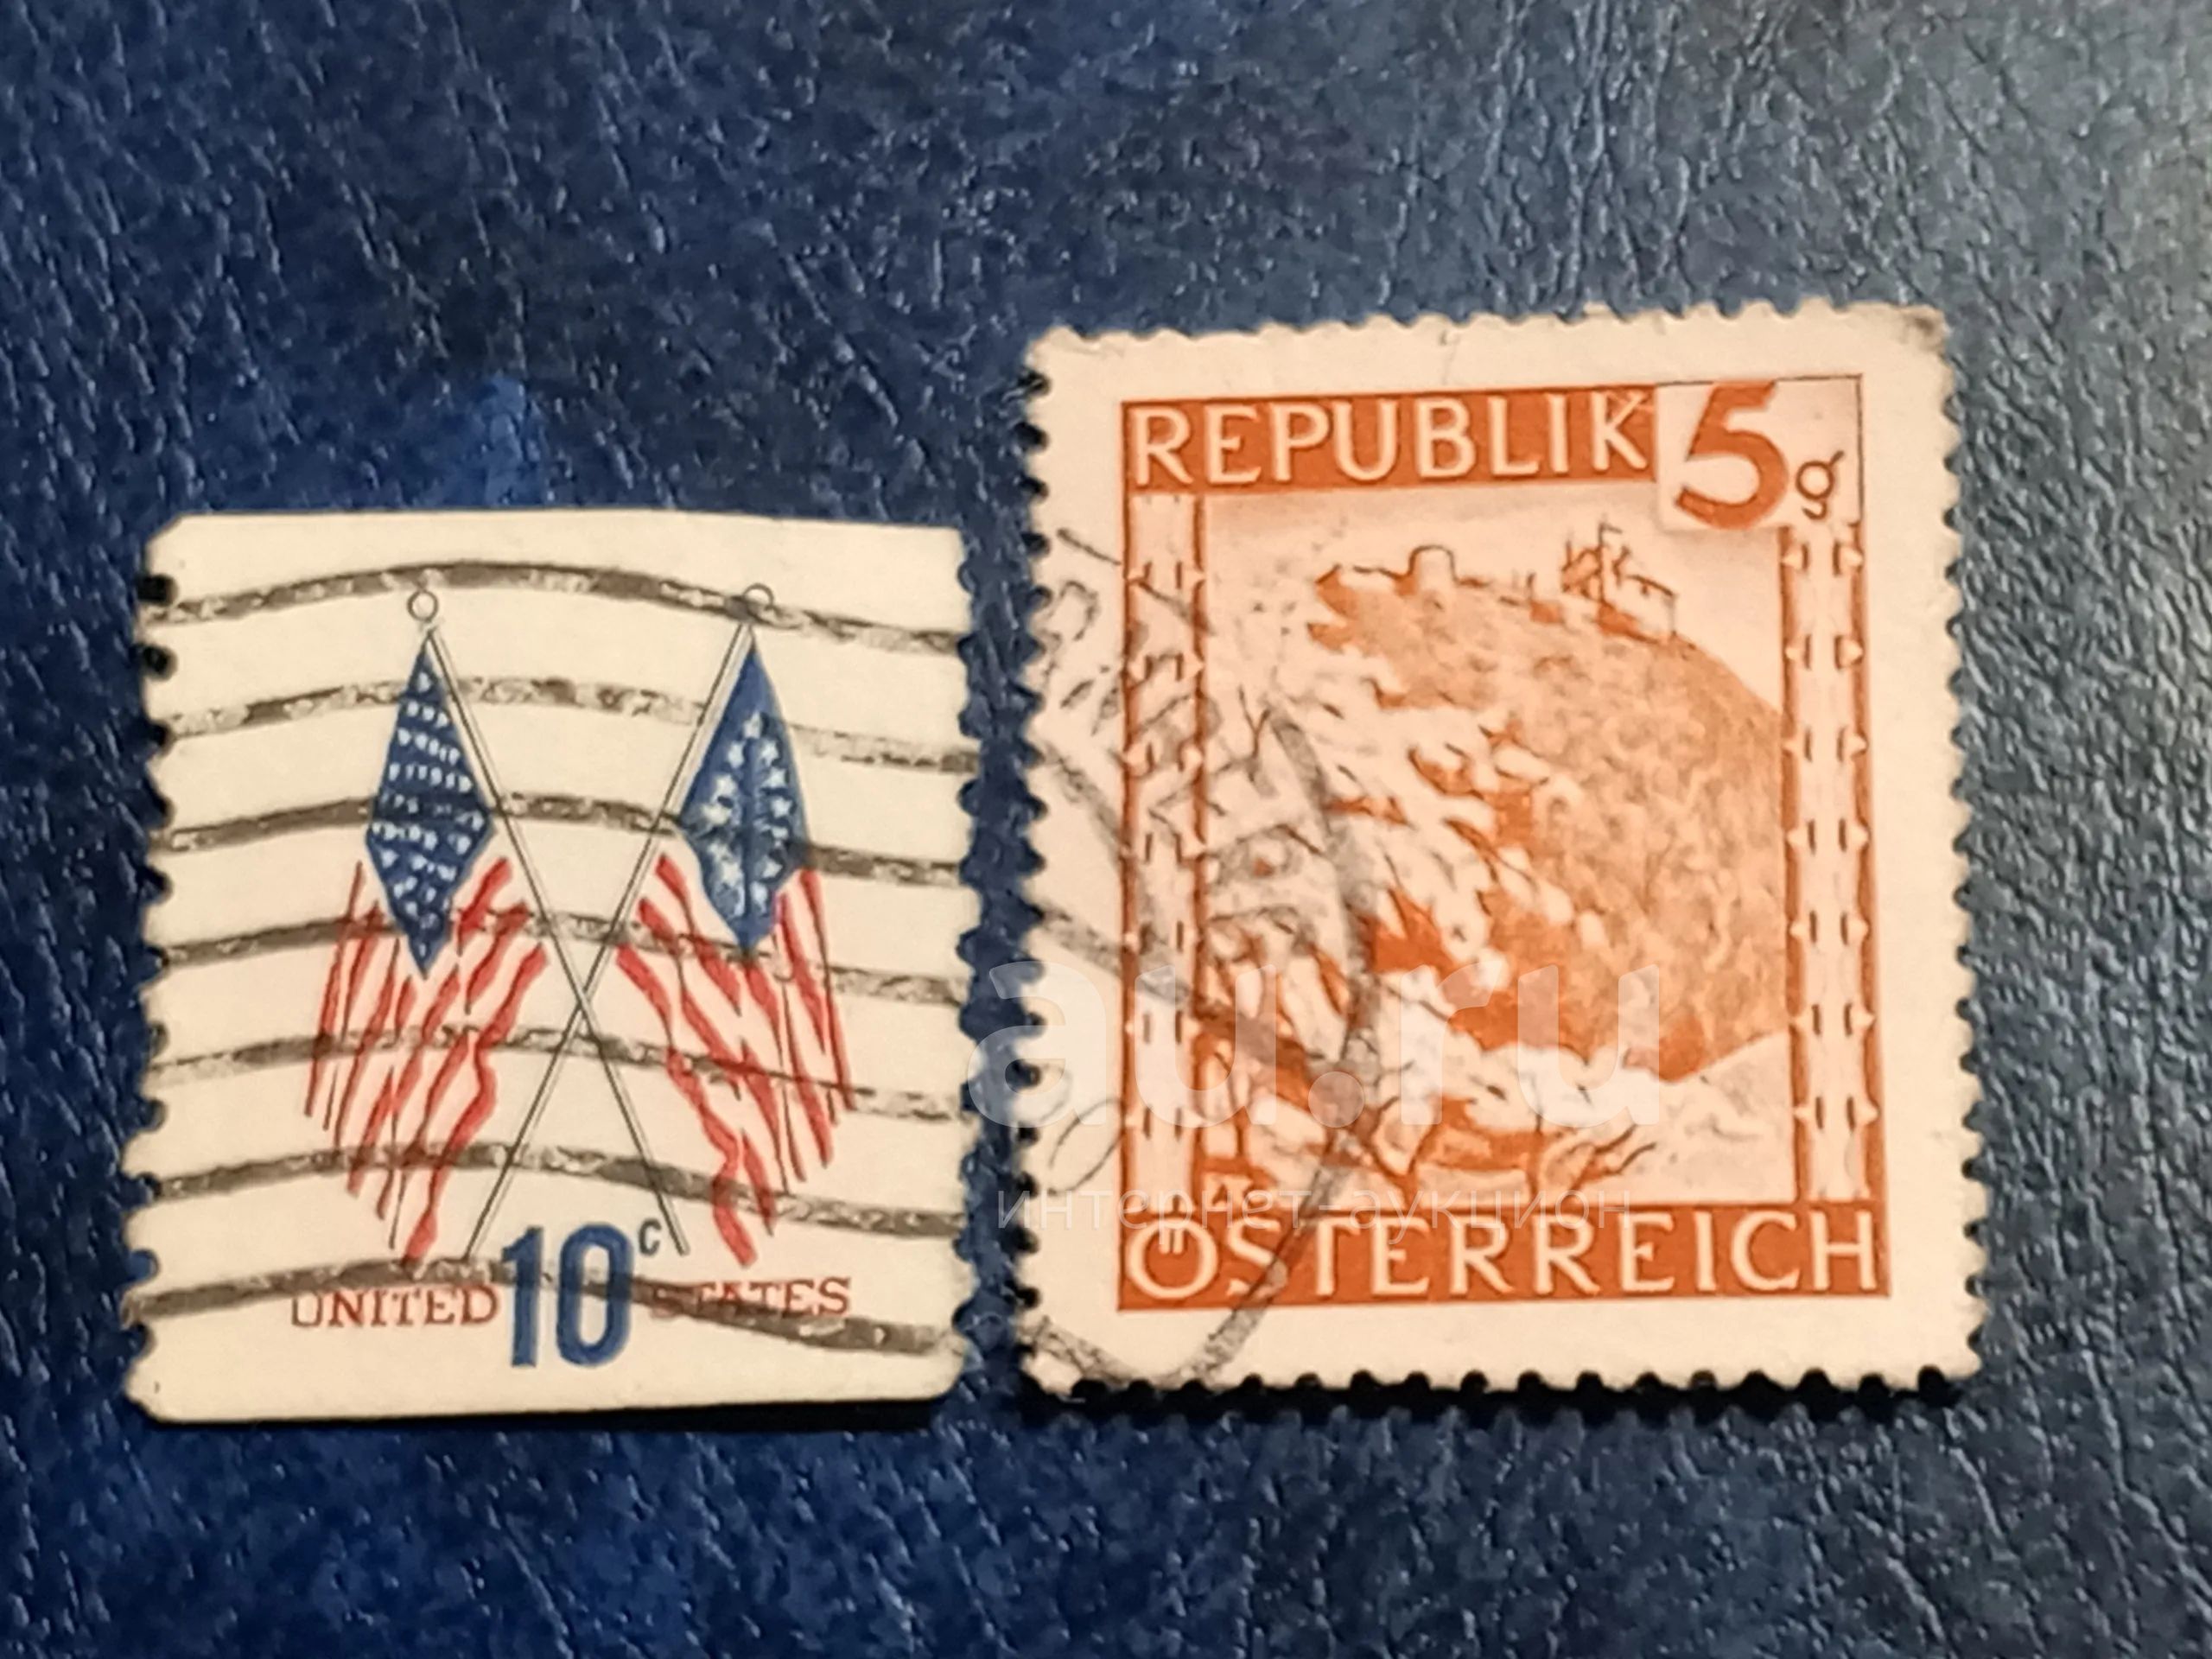 UNITED 10c STATES
REPUBLIK 5g
ÖSTERREICH
au.ru
интернет-аукцион